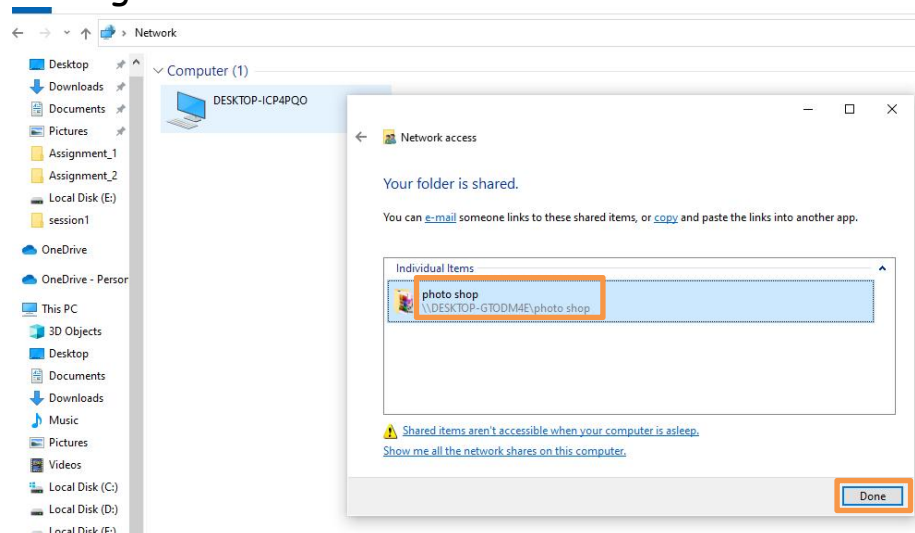 Network
Desktop
Downloads
Documents
Pictures
Assignment_1
Assignment_2
Local Disk (E:)
session1
OneDrive
OneDrive - Person
This PC
3D Objects
Desktop
Documents
Downloads
Music
Pictures
Videos
Local Disk (C:)
Local Disk (D:)
Local Disk (E:)
Computer (1)
DESKTOP-ICP4PQO
Network access
Your folder is shared.
You can e-mail someone links to these shared items, or copy and paste the links into another app.
Individual Items
photo shop
\\DESKTOP-GTODM4E\photo shop
Shared items aren't accessible when your computer is asleep.
Show me all the network shares on this computer.
Done